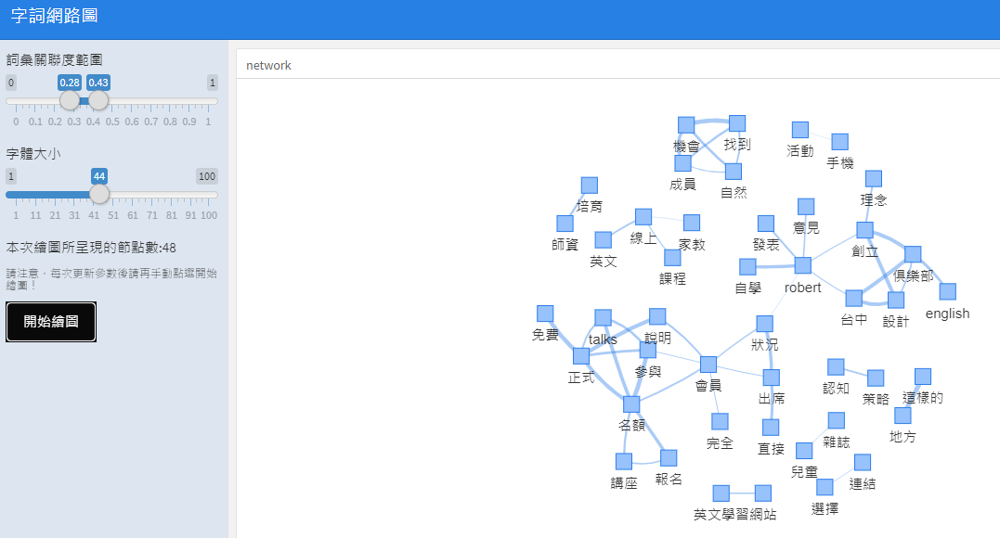 字詞網路圖
詞彙關聯度範圍
0 0.28 0.43 1
0 0.1 0.2 0.3 0.4 0.5 0.6 0.7 0.8 0.9 1
字體大小
1 44 100
1 11 21 31 41 51 61 71 81 91 100
本次繪圖所呈現的節點數:48
請注意，每次更新參數後請再手動點選開始
繪圖！
開始繪圖
network
機會
找到
活動
手機
成員
自然
理念
培育
意見
師資
線上
家教
發表
創立
英文
課程
俱樂部
自學
robert
台中
設計
english
免費
talks
說明
狀況
正式
參與
會員
認知
策略
這樣的
出席
名額
完全
直接
雜誌
地方
講座
報名
兒童
連結
選擇
英文學習網站